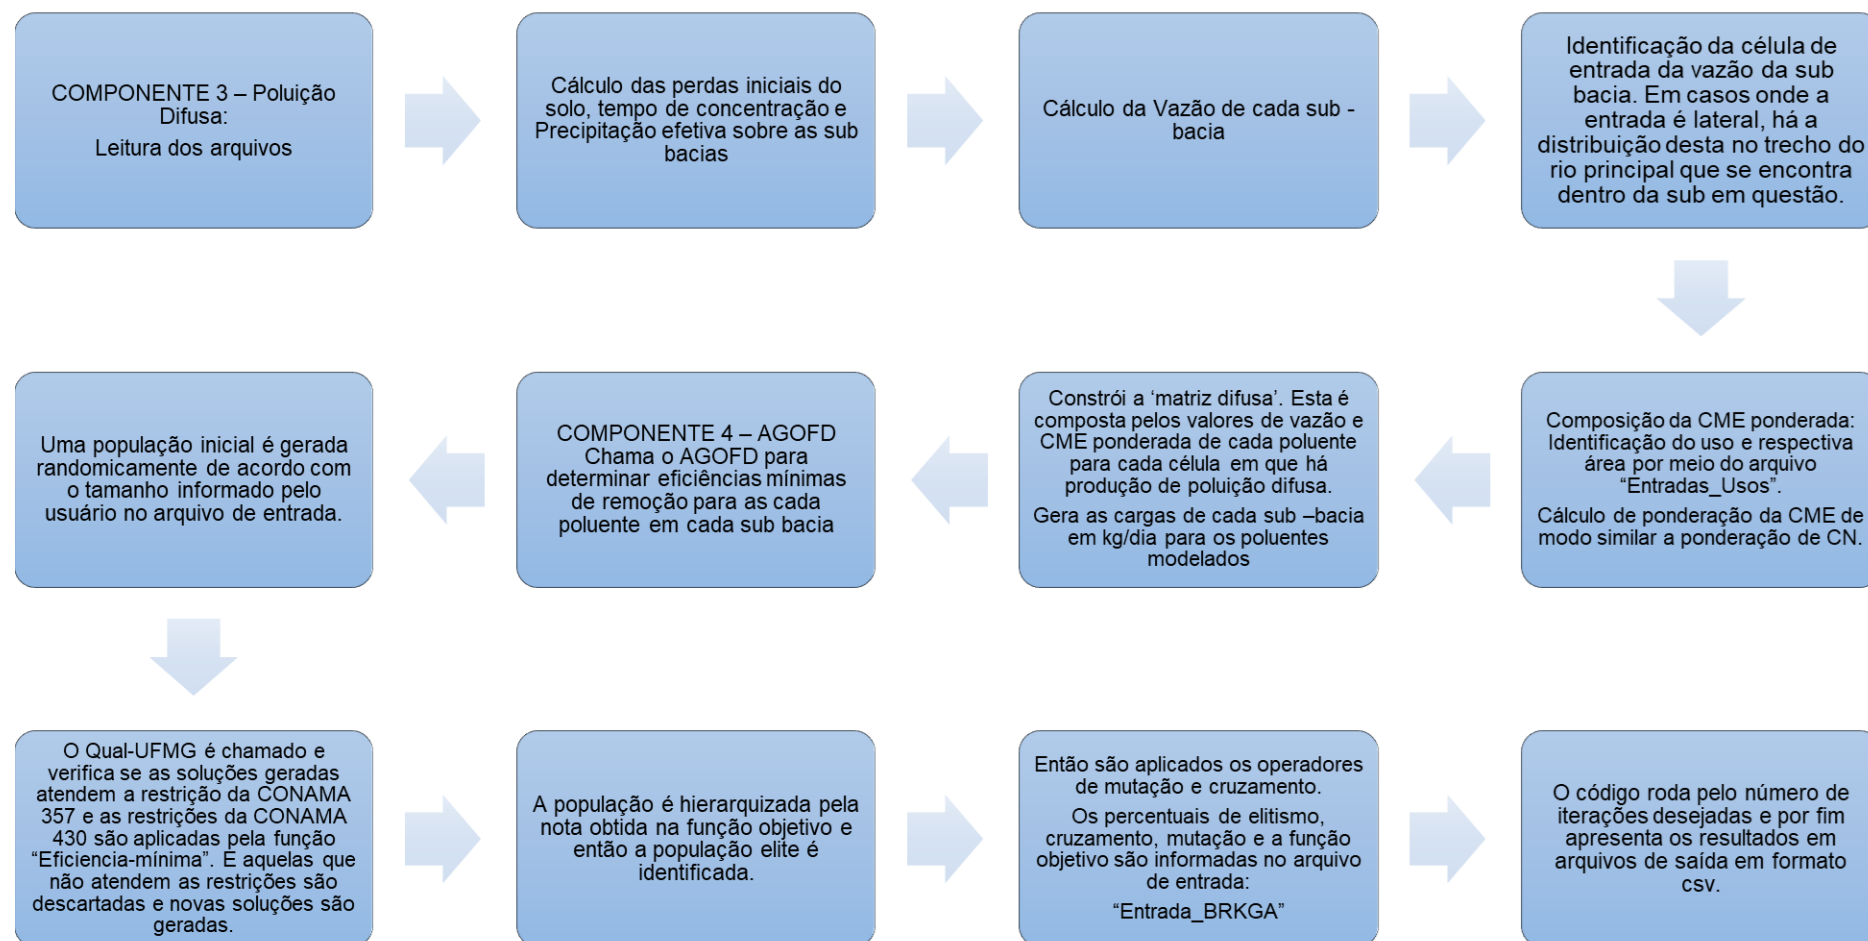 COMPONENTE 3 – Poluição
Difusa:
Leitura dos arquivos
Cálculo das perdas iniciais do
solo, tempo de concentração e
Precipitação efetiva sobre as sub
bacias
Cálculo da Vazão de cada sub -
bacia
Identificação da célula de
entrada da vazão da sub
bacia. Em casos onde a
entrada é lateral, há a
distribuição desta no trecho do
rio principal que se encontra
dentro da sub em questão.
Composição da CME ponderada:
Identificação do uso e respectiva
área por meio do arquivo
“Entradas_Usos”.
Cálculo de ponderação da CME de
modo similar a ponderação de CN.
Constrói a ‘matriz difusa’. Esta é
composta pelos valores de vazão e
CME ponderada de cada poluente
para cada célula em que há
produção de poluição difusa.
Gera as cargas de cada sub –bacia
em kg/dia para os poluentes
modelados
COMPONENTE 4 – AGOFD
Chama o AGOFD para
determinar eficiências mínimas
de remoção para as cada
poluente em cada sub bacia
Uma população inicial é gerada
randomicamente de acordo com
o tamanho informado pelo
usuário no arquivo de entrada.
O Qual-UFMG é chamado e
verifica se as soluções geradas
atendem a restrição da CONAMA
357 e as restrições da CONAMA
430 são aplicadas pela função
“Eficiencia-mínima”. E aquelas que
não atendem as restrições são
descartadas e novas soluções são
geradas.
A população é hierarquizada pela
nota obtida na função objetivo e
então a população elite é
identificada.
Então são aplicados os operadores
de mutação e cruzamento.
Os percentuais de elitismo,
cruzamento, mutação e a função
objetivo são informadas no arquivo
de entrada:
“Entrada_BRKGA”
O código roda pelo número de
iterações desejadas e por fim
apresenta os resultados em
arquivos de saída em formato
csv.